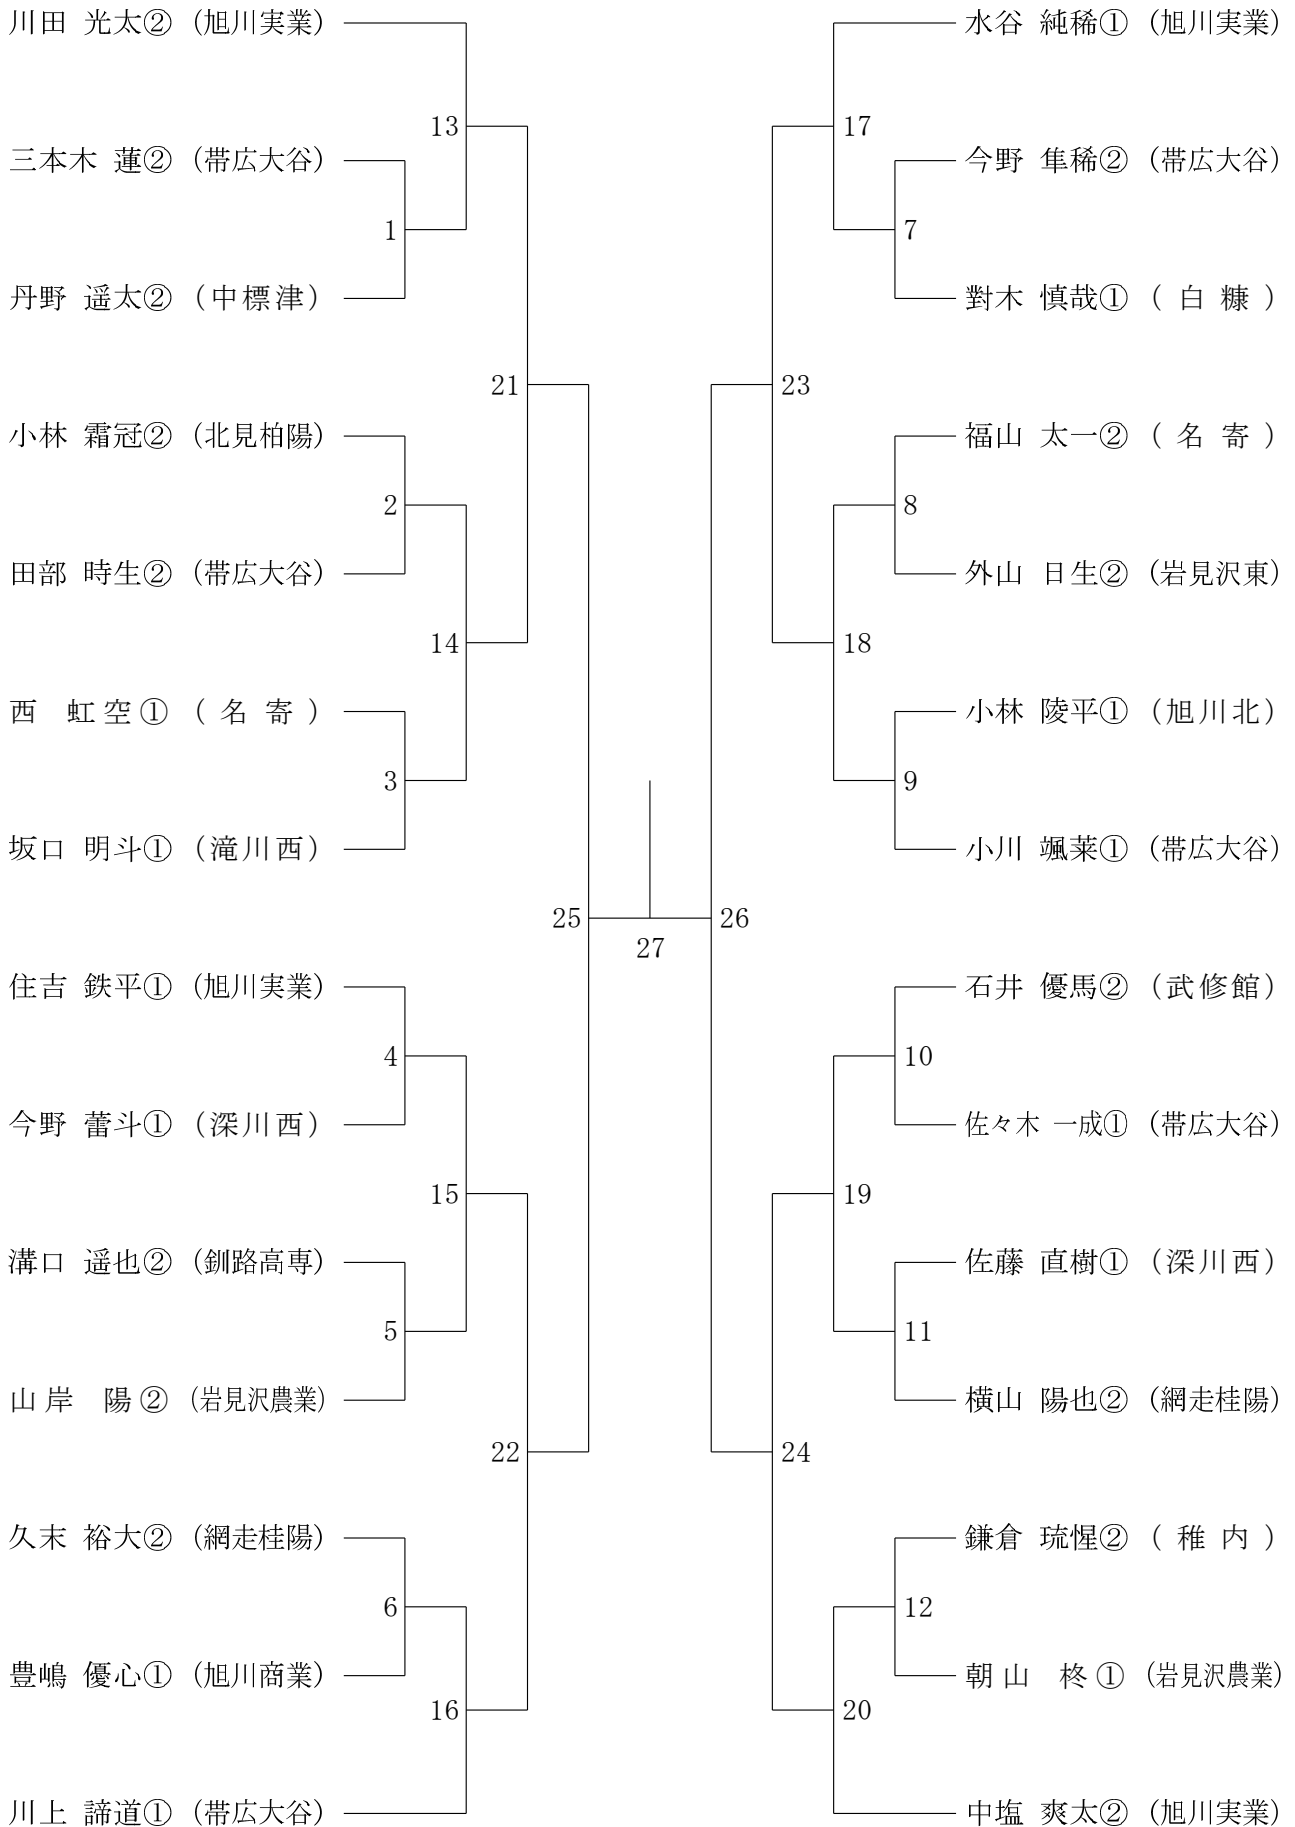 川田 光太② (旭川実業)
13
三本木 蓮② (帯広大谷)
1
丹野 遥太② (中標津)
21
小林 霜冠② (北見柏陽)
2
田部 時生② (帯広大谷)
14
西 虹空① (名寄)
3
坂口 明斗① (滝川西)
25
住吉 鉄平① (旭川実業)
4
今野 蕾斗① (深川西)
15
溝口 遥也② (釧路高専)
5
山岸 陽② (岩見沢農業)
22
久末 裕大② (網走桂陽)
6
豊嶋 優心① (旭川商業)
16
川上 諦道① (帯広大谷)
27
水谷 純稀① (旭川実業)
17
今野 隼稀② (帯広大谷)
7
對木 慎哉① (白糠)
23
福山 太一② (名寄)
8
外山 日生② (岩見沢東)
18
小林 陵平① (旭川北)
9
小川 颯莱① (帯広大谷)
26
石井 優馬② (武修館)
10
佐々木 一成① (帯広大谷)
19
佐藤 直樹① (深川西)
11
横山 陽也② (網走桂陽)
24
鎌倉 琉惺② (稚内)
12
朝山 柊① (岩見沢農業)
20
中塩 爽太② (旭川実業)